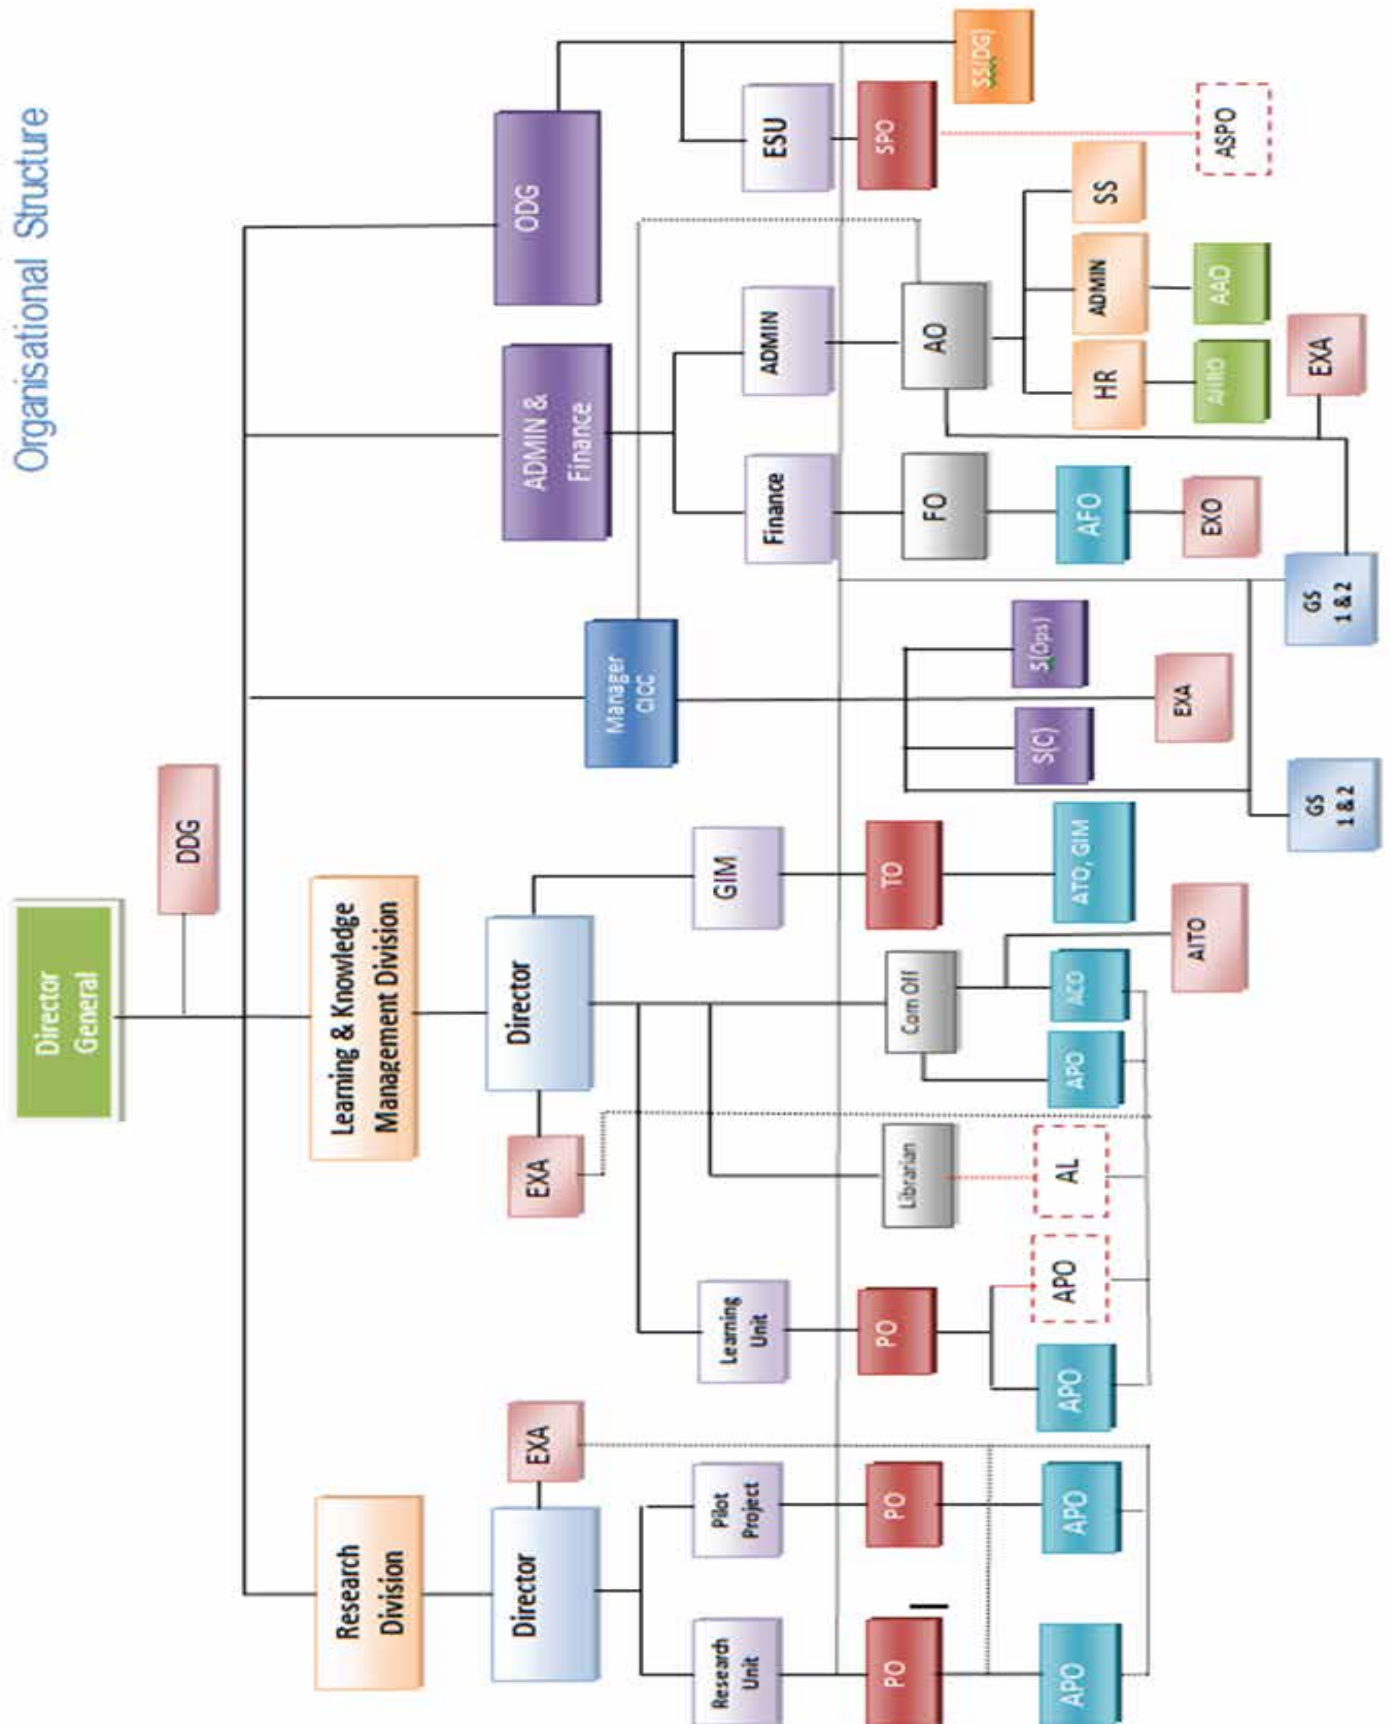 Organisational Structure
Director
General
DDG
Research
Division
Learning & Knowledge
Management Division
Director
EXA
EXA
Director
Manager
CIOC
ADMIN &
Finance
ODG
Research
Unit
Pilot
Project
Learning
Unit
GIM
Finance
ADMIN
ESU
PO
PO
PO
Librarian
Com Off
TO
FO
AO
SPO
SS(DG)
APO
APO
APO
APO
AL
APO
ACO
ATO, GIM
S(C)
S(Ops)
AFO
HR
ADMIN
SS
AITO
EXA
EXO
AHRO
AAO
ASPO
GS
1 & 2
GS
1 & 2
EXA